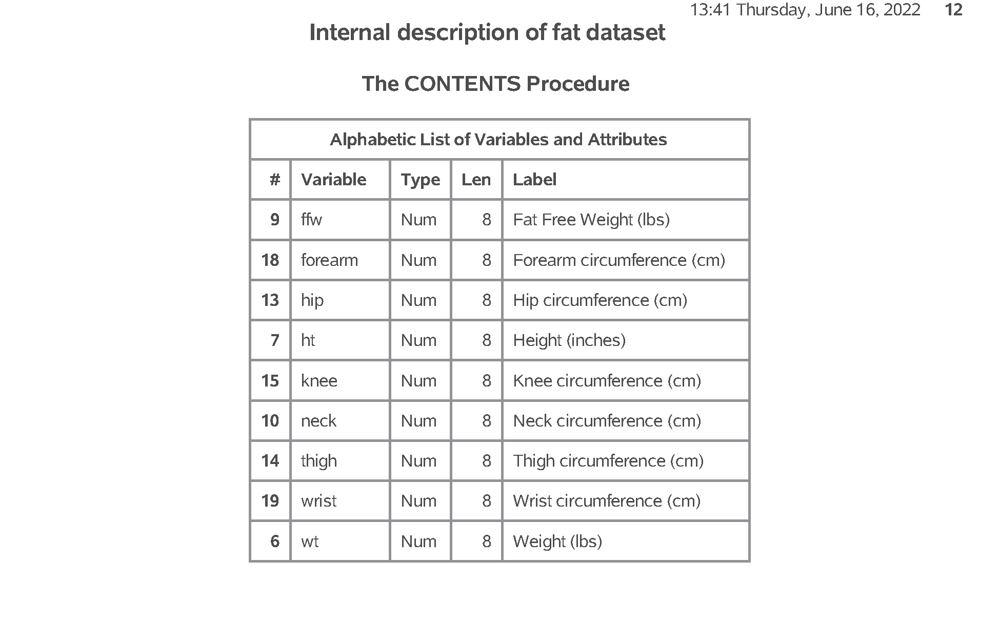 13:41 Thursday, June 16, 2022 12
Internal description of fat dataset
The CONTENTS Procedure
Alphabetic List of Variables and Attributes
# Variable Type Len Label
9 ffw Num 8 Fat Free Weight (lbs)
18 forearm Num 8 Forearm circumference (cm)
13 hip Num 8 Hip circumference (cm)
7 ht Num 8 Height (inches)
15 knee Num 8 Knee circumference (cm)
10 neck Num 8 Neck circumference (cm)
14 thigh Num 8 Thigh circumference (cm)
19 wrist Num 8 Wrist circumference (cm)
6 wt Num 8 Weight (lbs)